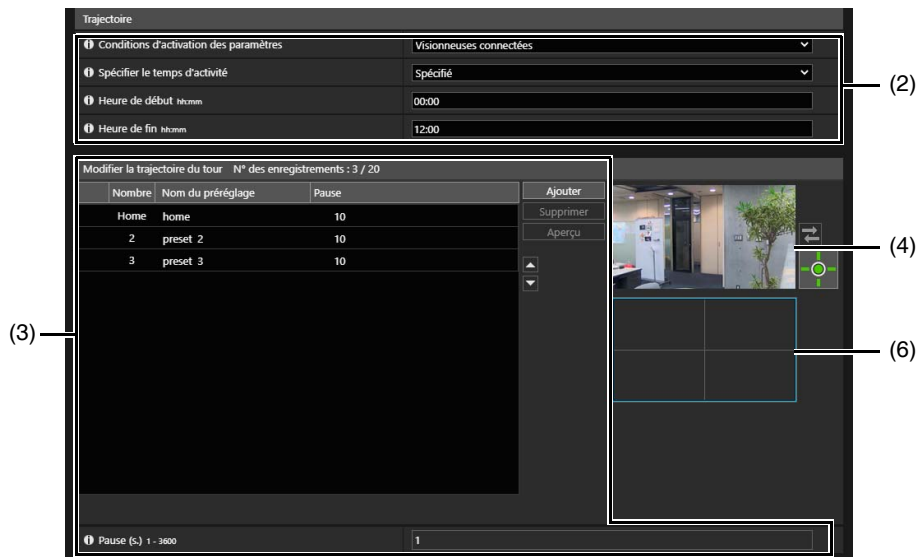 Trajectoire
Conditions d'activation des paramètres Visionneuses connectées
Spécifier le temps d'activité Spécifié
Heure de début hh:mm 00:00
Heure de fin hh:mm 12:00
(2)
Modifier la trajectoire du tour N° des enregistrements : 3 / 20
Nombre Nom du préréglage Pause Ajouter
Supprimer
Home home 10
Aperçu
2 preset 2 10
(4)
3 preset 3 10
(3)
(6)
Pause (s.) 1 - 3600 1